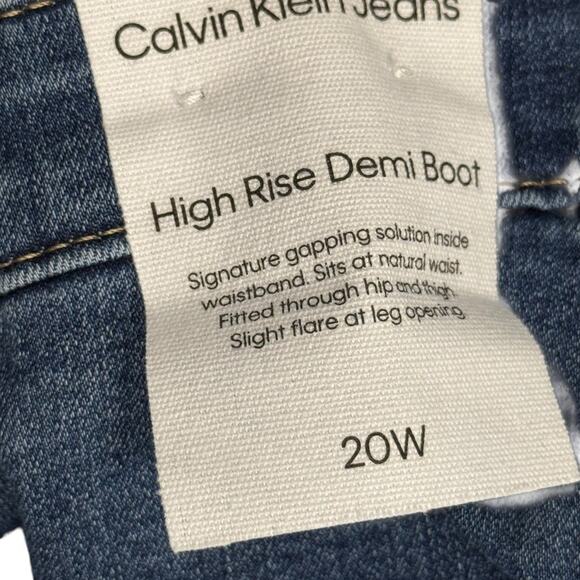 Calvin Klein Jeans
High Rise Demi Boot
Signature gapping solution inside
waistband. Sits at natural waist.
Fitted through hip and thigh.
Slight flare at leg opening.
20W